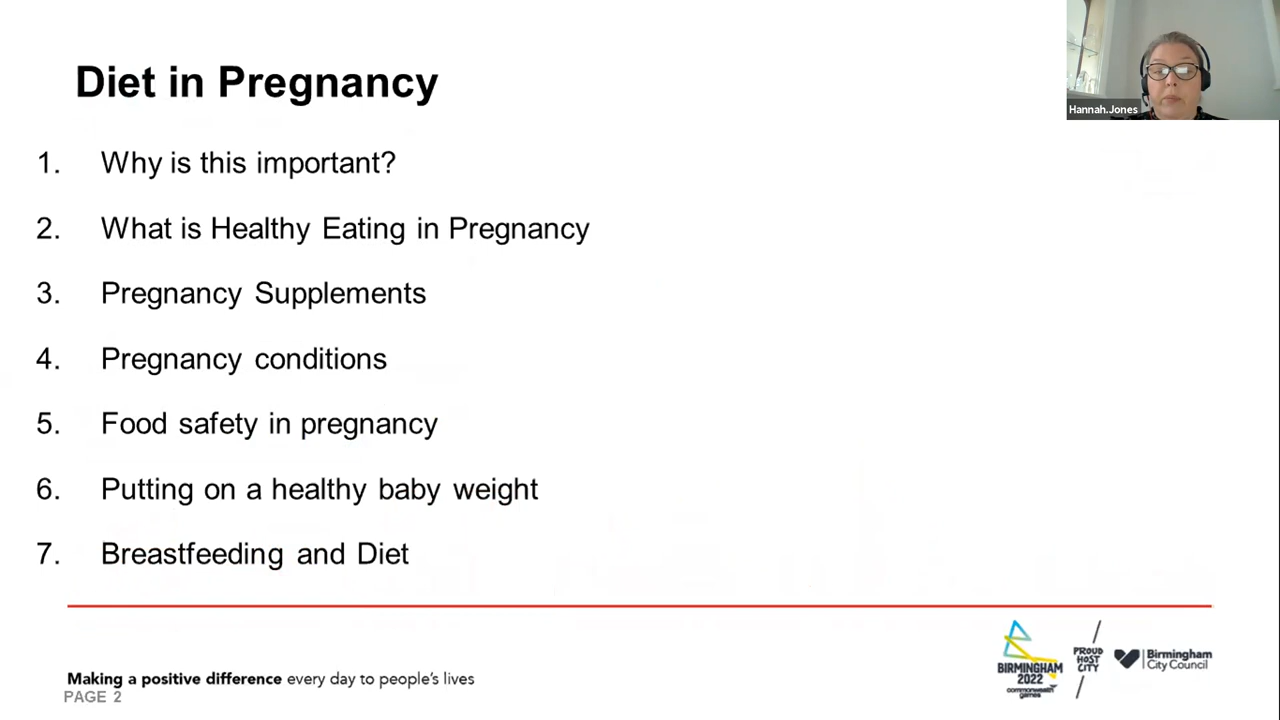 Diet in Pregnancy
Hannah.Jones
1. Why is this important?
2. What is Healthy Eating in Pregnancy
3. Pregnancy Supplements
4. Pregnancy conditions
5. Food safety in pregnancy
6. Putting on a healthy baby weight
7. Breastfeeding and Diet
BIRMINGHAM
2022
commonwealth
games
PROUD
HOST
CITY
Birmingham
City Council
Making a positive difference every day to people's lives
PAGE 2